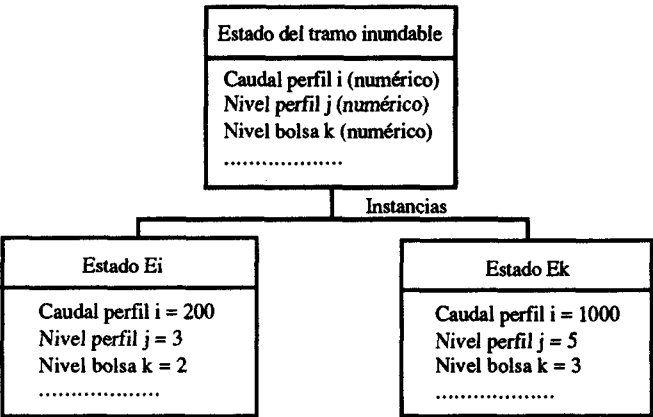 Estado del tramo inundable
Caudal perfil i (numérico)
Nivel perfil j (numérico)
Nivel bolsa k (numérico)
....................
Instancias
Estado Ei
Caudal perfil i = 200
Nivel perfil j = 3
Nivel bolsa k = 2
....................
Estado Ek
Caudal perfil i = 1000
Nivel perfil j = 5
Nivel bolsa k = 3
....................